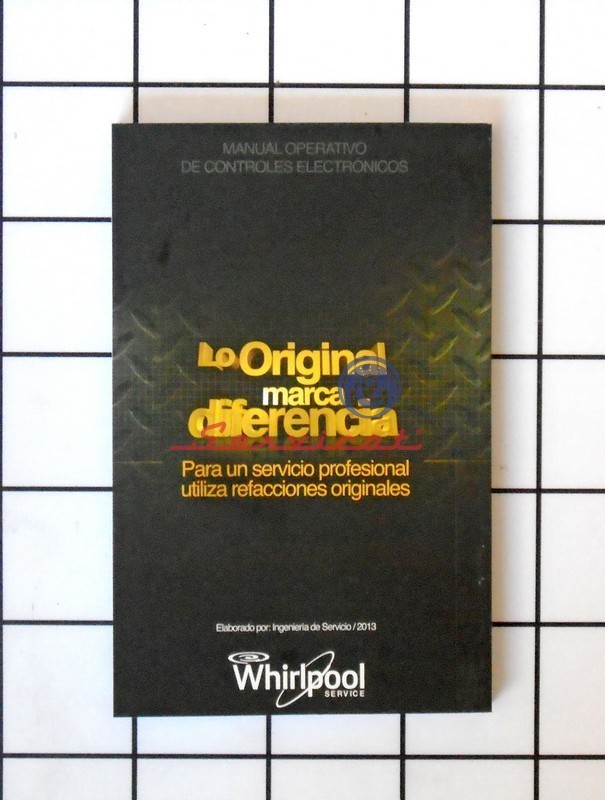 MANUAL OPERATIVO
DE CONTROLES ELECTRÓNICOS
Lo Original
marca la
diferencia
Servicot
Para un servicio profesional
utiliza refacciones originales
Elaborado por: Ingeniería de Servicio / 2013
Whirlpool
SERVICE